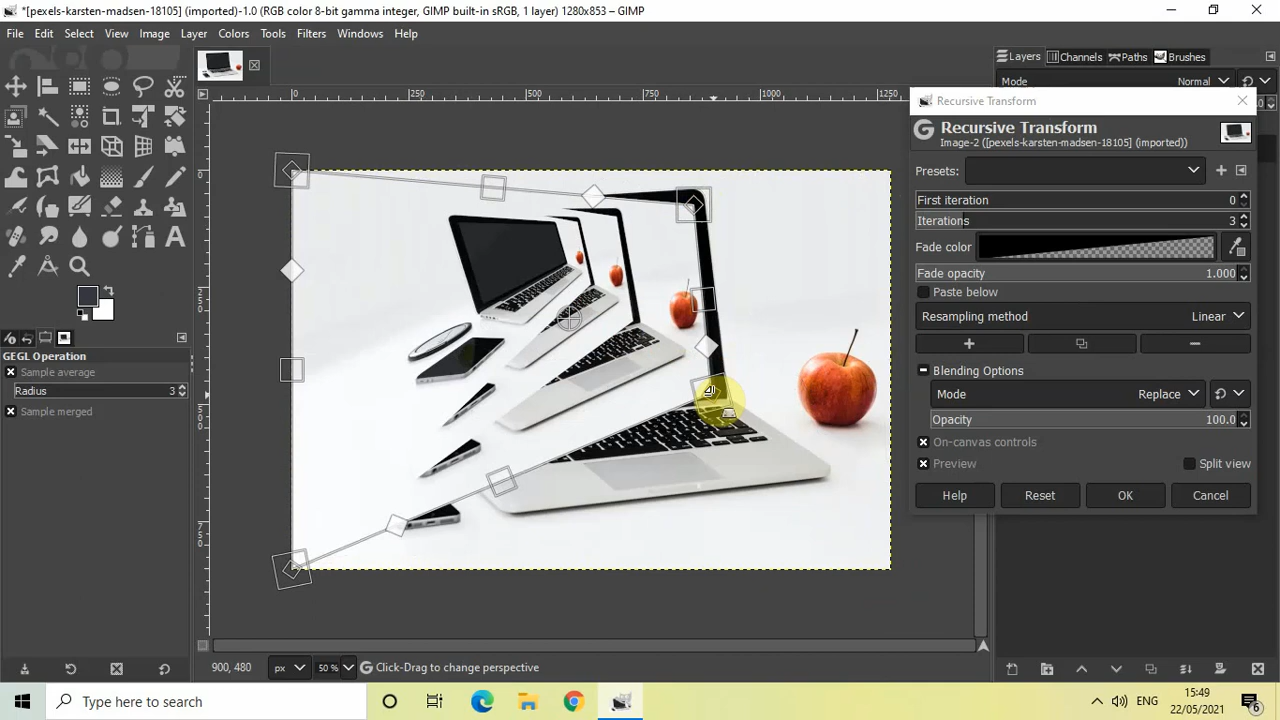 *[pexels-karsten-madsen-18105] (imported)-1.0 (RGB color 8-bit gamma integer, GIMP built-in sRGB, 1 layer) 1280x853 – GIMP
File Edit Select View Image Layer Colors Tools Filters Windows Help
Layers Channels Paths Brushes
Mode Normal
0 250 500 750 1000 1250
Recursive Transform
Recursive Transform
Image-2 ([pexels-karsten-madsen-18105] (imported))
Presets:
First iteration 0
Iterations 3
Fade color
Fade opacity 1.000
Paste below
Resampling method Linear
Blending Options
Mode Replace
Opacity 100.0
On-canvas controls
Preview Split view
Help Reset OK Cancel
GEGL Operation
Sample average
Radius 3
Sample merged
0
250
500
750
900, 480 px 50 % Click-Drag to change perspective
Type here to search
ENG
15:49
22/05/2021
6